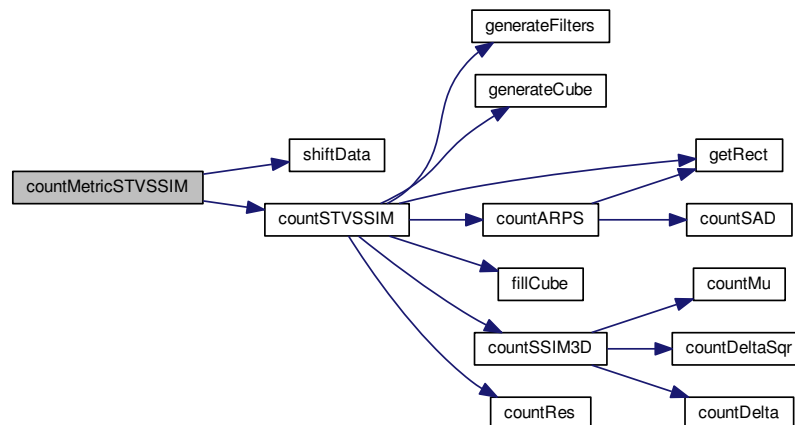 generateFilters
generateCube
shiftData
getRect
countMetricSTVSSIM
countSTVSSIM
countARPS
countSAD
fillCube
countMu
countSSIM3D
countDeltaSqr
countRes
countDelta